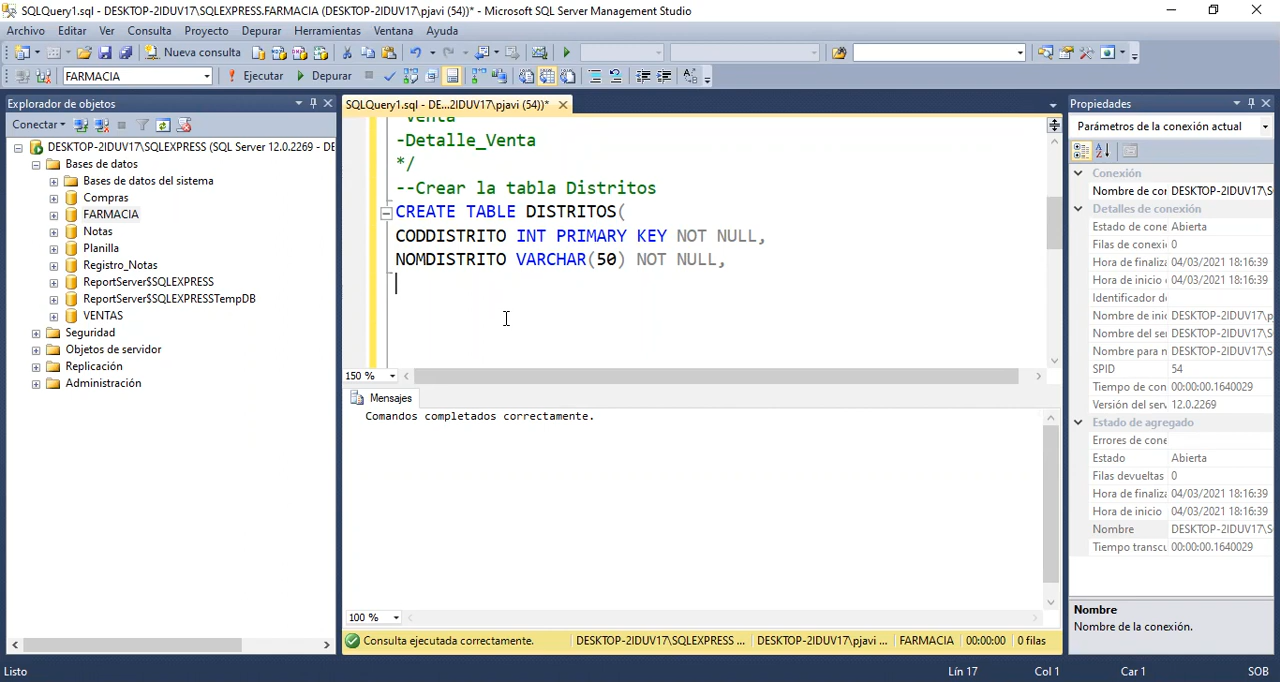 SQLQuery1.sql - DESKTOP-2IDUV17\SQLEXPRESS.FARMACIA (DESKTOP-2IDUV17\pjavi (54))* - Microsoft SQL Server Management Studio
Archivo Editar Ver Consulta Proyecto Depurar Herramientas Ventana Ayuda
Nueva consulta
FARMACIA Ejecutar Depurar
Explorador de objetos
Conectar
DESKTOP-2IDUV17\SQLEXPRESS (SQL Server 12.0.2269 - DE
Bases de datos
Bases de datos del sistema
Compras
FARMACIA
Notas
Planilla
Registro_Notas
ReportServer$SQLEXPRESS
ReportServer$SQLEXPRESSTempDB
VENTAS
Seguridad
Objetos de servidor
Replicación
Administración
SQLQuery1.sql - DE...2IDUV17\pjavi (54))*
-Venta
-Detalle_Venta
*/
--Crear la tabla Distritos
CREATE TABLE DISTRITOS(
CODDISTRITO INT PRIMARY KEY NOT NULL,
NOMDISTRITO VARCHAR(50) NOT NULL,
150 %
Mensajes
Comandos completados correctamente.
100 %
Consulta ejecutada correctamente. DESKTOP-2IDUV17\SQLEXPRESS ... DESKTOP-2IDUV17\pjavi ... FARMACIA 00:00:00 0 filas
Propiedades
Parámetros de la conexión actual
Conexión
Nombre de cor DESKTOP-2IDUV17\SQ
Detalles de conexión
Estado de cone Abierta
Filas de conexi 0
Hora de finaliz 04/03/2021 18:16:39
Hora de inicio 04/03/2021 18:16:39
Identificador de
Nombre de inic DESKTOP-2IDUV17\p
Nombre del ser DESKTOP-2IDUV17\S
Nombre para n DESKTOP-2IDUV17\S
SPID 54
Tiempo de con 00:00:00.1640029
Versión del serv 12.0.2269
Estado de agregado
Errores de cone
Estado Abierta
Filas devueltas 0
Hora de finaliz 04/03/2021 18:16:39
Hora de inicio 04/03/2021 18:16:39
Nombre DESKTOP-2IDUV17\S
Tiempo transcu 00:00:00.1640029
Nombre
Nombre de la conexión.
Listo Lín 17 Col 1 Car 1 SOB